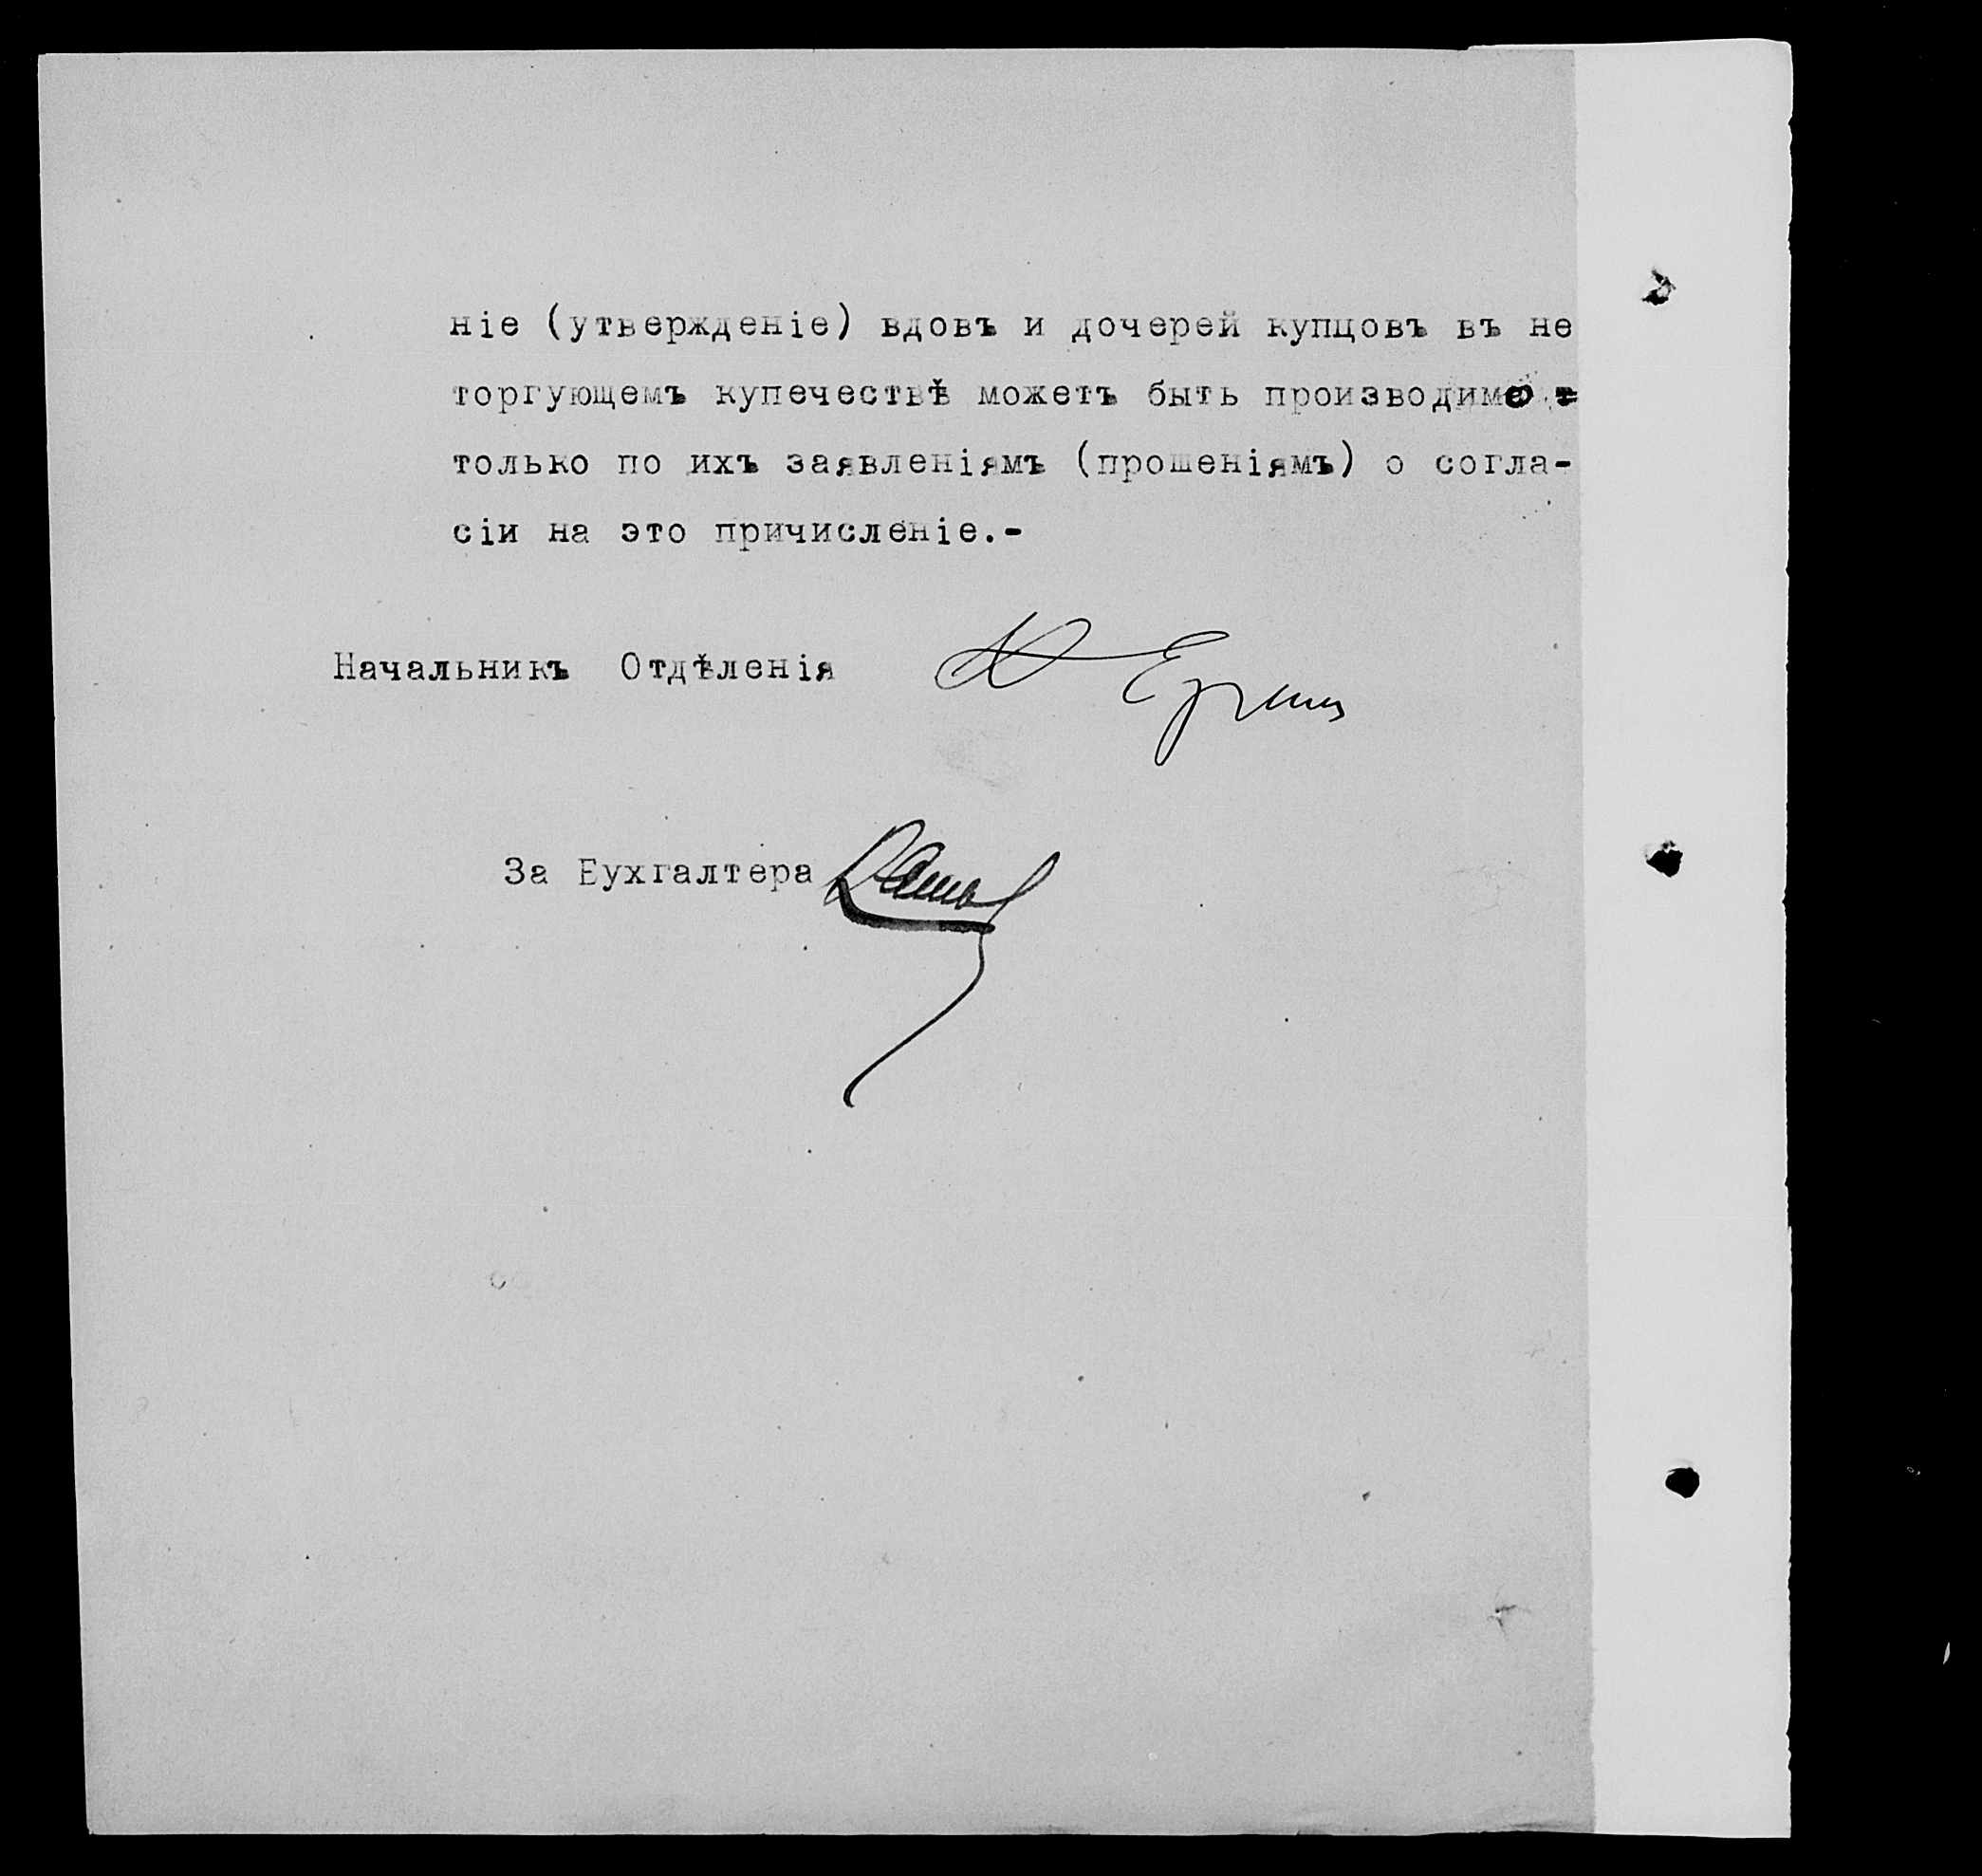 ніе (утвержденіе) вдовъ и дочерей купцовъ въ не
торгующемъ купечествѣ можетъ быть производимо
только по ихъ заявленіямъ (прошеніямъ) о согла-
сіи на это причисленіе.-
Начальникъ Отдѣленія
За Бухгалтера